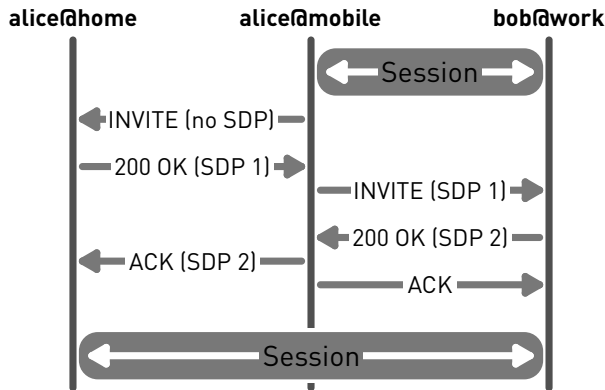 alice@home alice@mobile bob@work
Session
INVITE (no SDP)
200 OK (SDP 1)
INVITE (SDP 1)
200 OK (SDP 2)
ACK (SDP 2)
ACK
Session